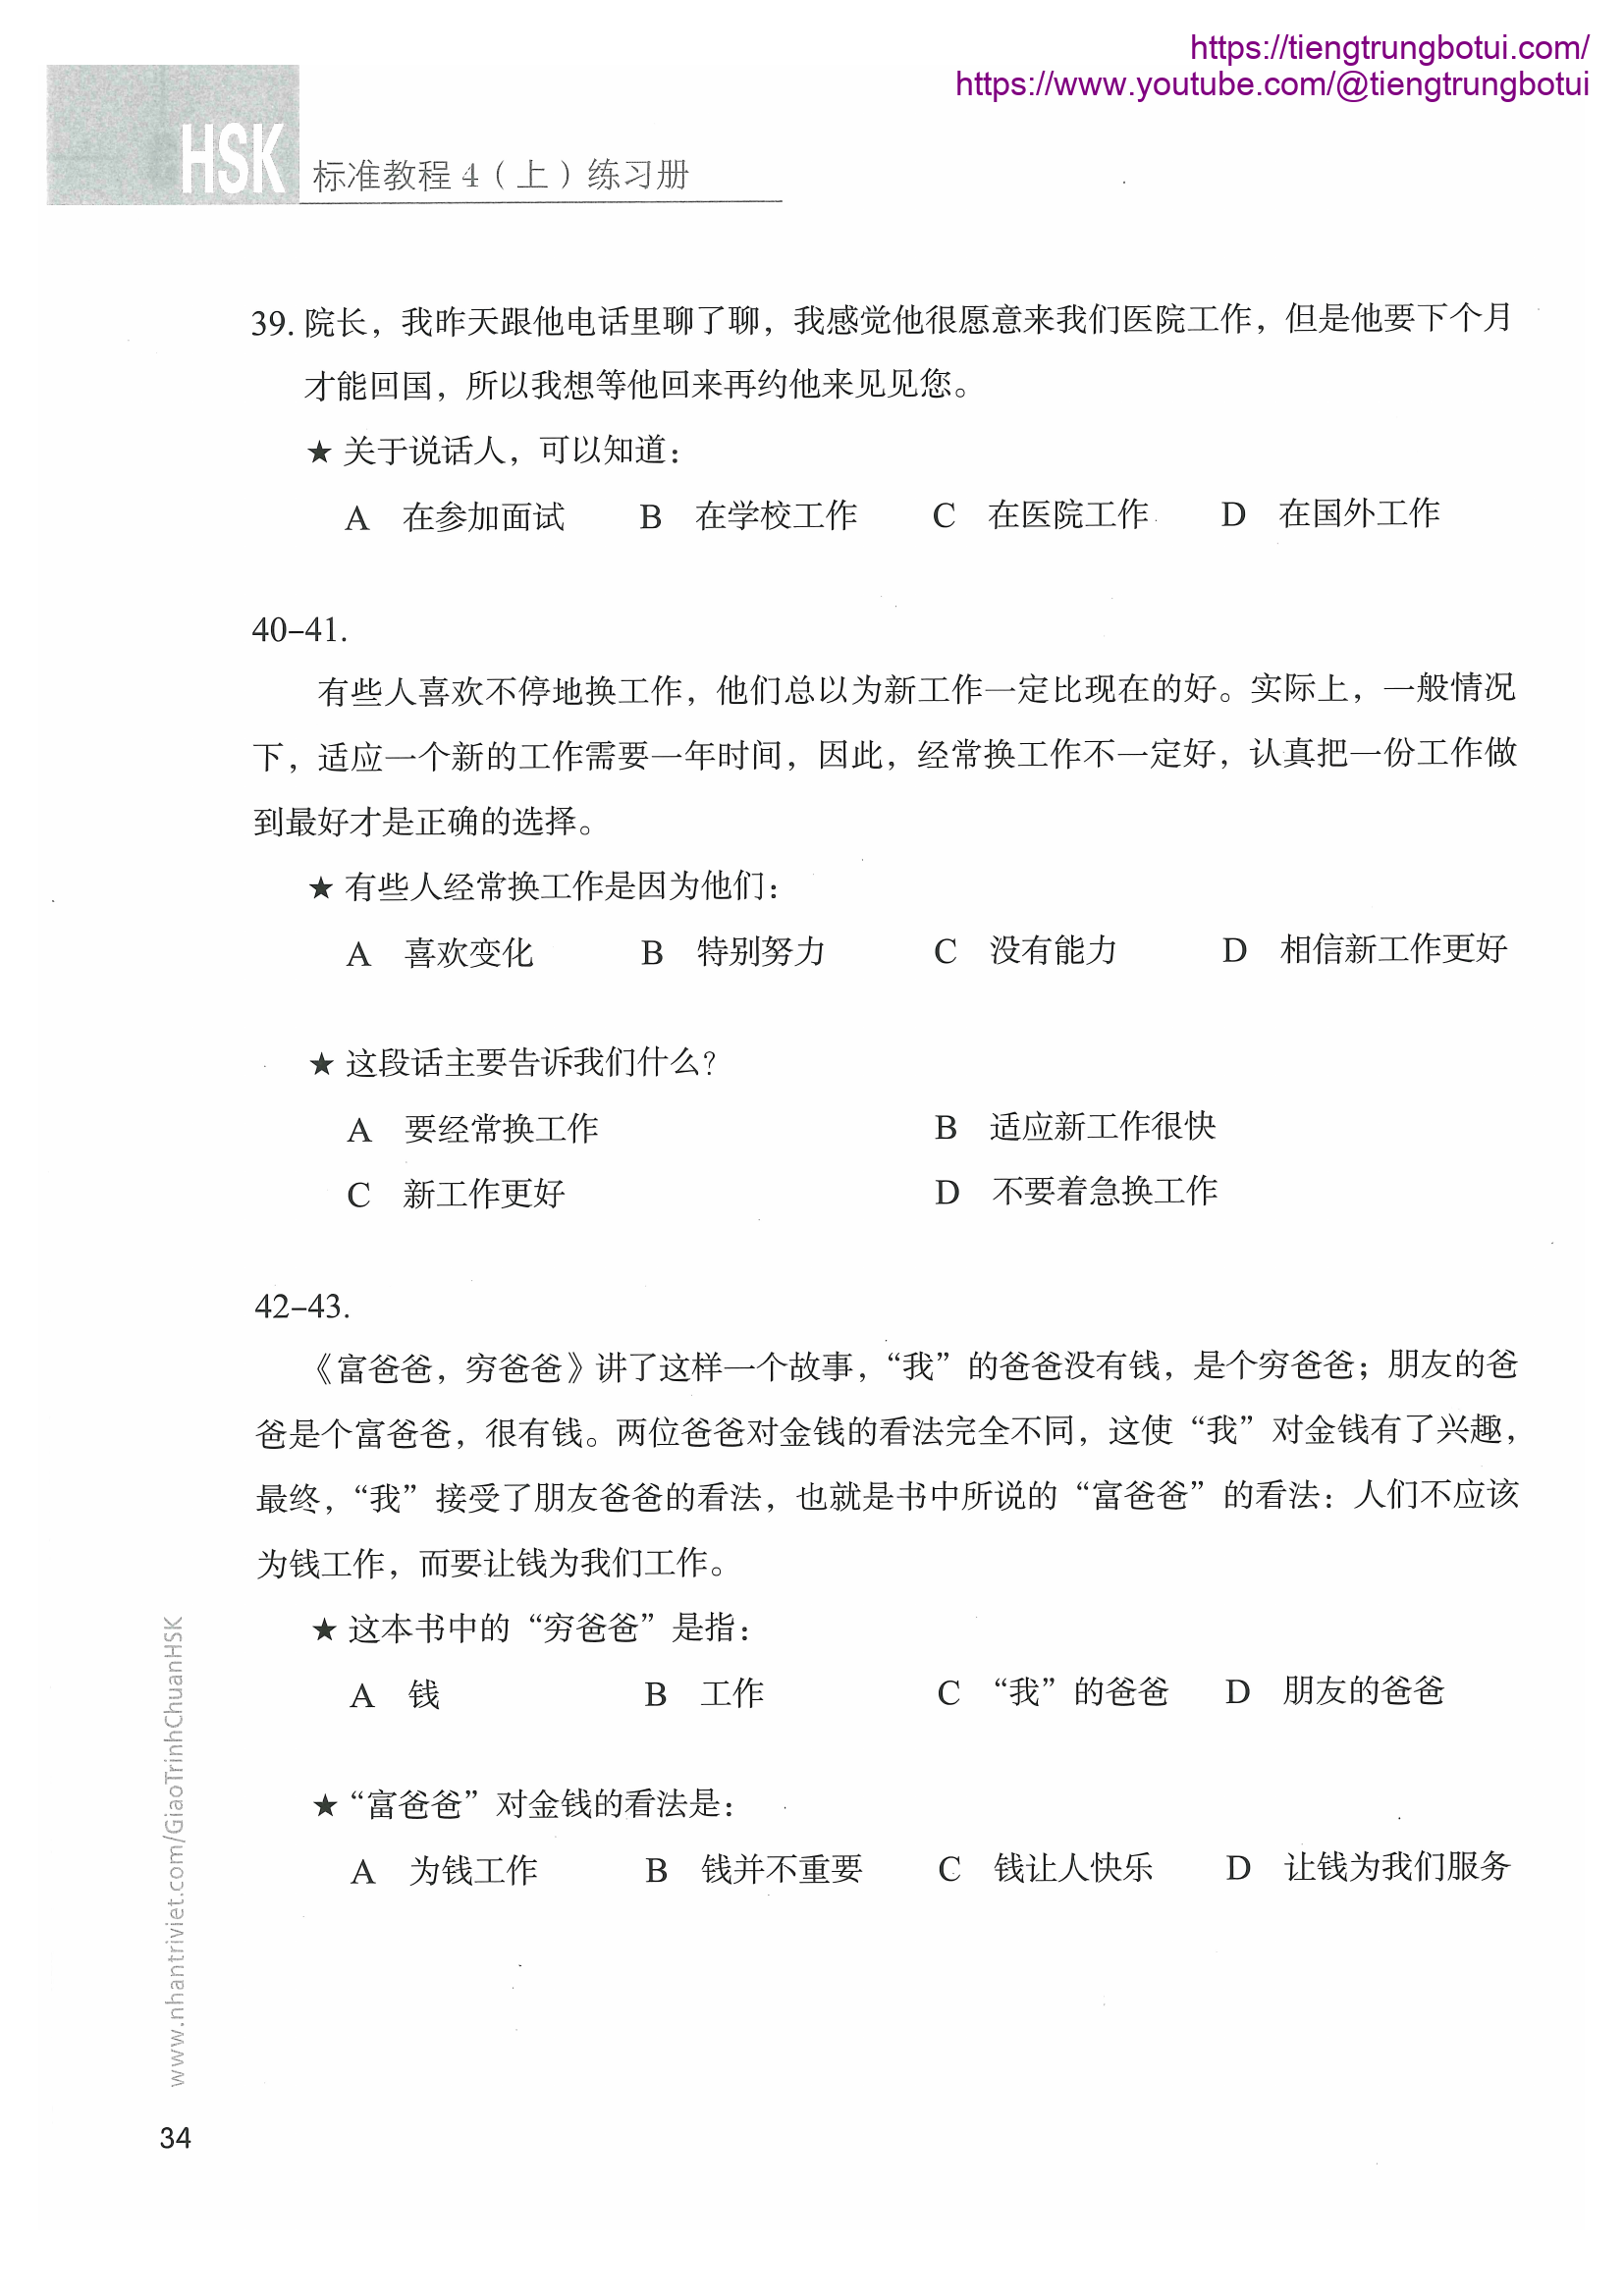 https://tiengtrungbotui.com/
https://www.youtube.com/@tiengtrungbotui
HSK 标准教程 4（上）练习册
39. 院长，我昨天跟他电话里聊了聊，我感觉他很愿意来我们医院工作，但是他要下个月
才能回国，所以我想等他回来再约他来见见您。
★ 关于说话人，可以知道：
A 在参加面试 B 在学校工作 C 在医院工作 D 在国外工作
40–41.
有些人喜欢不停地换工作，他们总以为新工作一定比现在的好。实际上，一般情况
下，适应一个新的工作需要一年时间，因此，经常换工作不一定好，认真把一份工作做
到最好才是正确的选择。
★ 有些人经常换工作是因为他们：
A 喜欢变化 B 特别努力 C 没有能力 D 相信新工作更好
★ 这段话主要告诉我们什么？
A 要经常换工作 B 适应新工作很快
C 新工作更好 D 不要着急换工作
42–43.
《富爸爸，穷爸爸》讲了这样一个故事，“我”的爸爸没有钱，是个穷爸爸；朋友的爸
爸是个富爸爸，很有钱。两位爸爸对金钱的看法完全不同，这使“我”对金钱有了兴趣，
最终，“我”接受了朋友爸爸的看法，也就是书中所说的“富爸爸”的看法：人们不应该
为钱工作，而要让钱为我们工作。
★ 这本书中的“穷爸爸”是指：
A 钱 B 工作 C “我”的爸爸 D 朋友的爸爸
★ “富爸爸”对金钱的看法是：
A 为钱工作 B 钱并不重要 C 钱让人快乐 D 让钱为我们服务
www.nhantriviet.com/GiaoTrinhChuanHSK
34